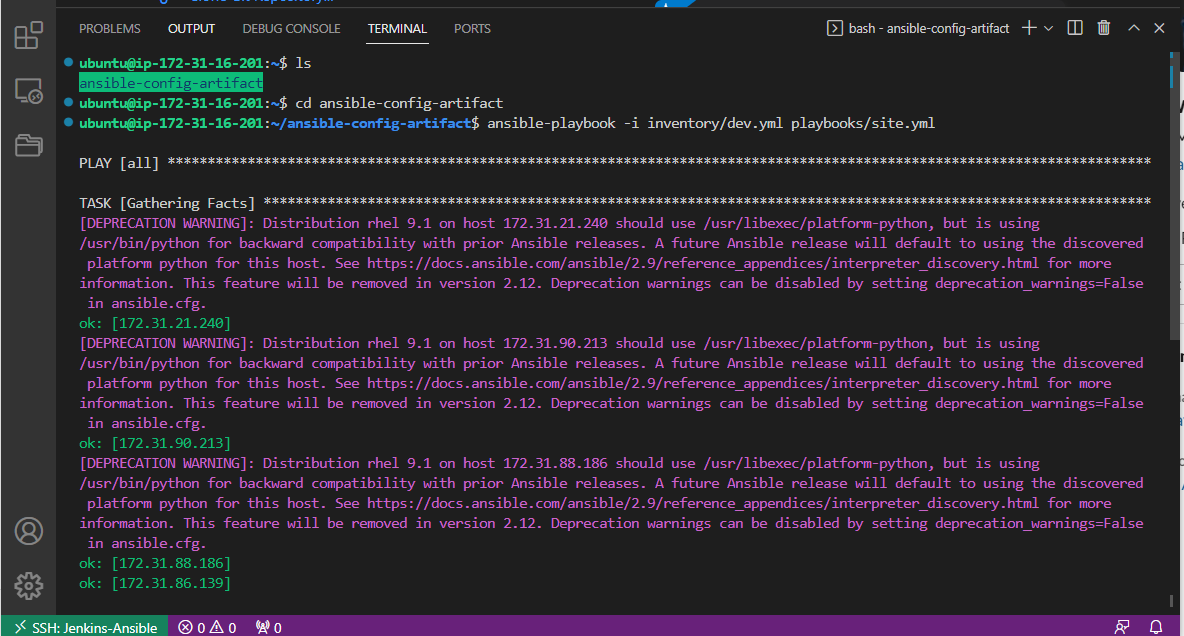 PROBLEMS OUTPUT DEBUG CONSOLE TERMINAL PORTS bash - ansible-config-artifact
ubuntu@ip-172-31-16-201:~$ ls
ansible-config-artifact
ubuntu@ip-172-31-16-201:~$ cd ansible-config-artifact
ubuntu@ip-172-31-16-201:~/ansible-config-artifact$ ansible-playbook -i inventory/dev.yml playbooks/site.yml
PLAY [all] ***************************************************************************************************************************
TASK [Gathering Facts] ***************************************************************************************************************
[DEPRECATION WARNING]: Distribution rhel 9.1 on host 172.31.21.240 should use /usr/libexec/platform-python, but is using
/usr/bin/python for backward compatibility with prior Ansible releases. A future Ansible release will default to using the discovered
platform python for this host. See https://docs.ansible.com/ansible/2.9/reference_appendices/interpreter_discovery.html for more
information. This feature will be removed in version 2.12. Deprecation warnings can be disabled by setting deprecation_warnings=False
in ansible.cfg.
ok: [172.31.21.240]
[DEPRECATION WARNING]: Distribution rhel 9.1 on host 172.31.90.213 should use /usr/libexec/platform-python, but is using
/usr/bin/python for backward compatibility with prior Ansible releases. A future Ansible release will default to using the discovered
platform python for this host. See https://docs.ansible.com/ansible/2.9/reference_appendices/interpreter_discovery.html for more
information. This feature will be removed in version 2.12. Deprecation warnings can be disabled by setting deprecation_warnings=False
in ansible.cfg.
ok: [172.31.90.213]
[DEPRECATION WARNING]: Distribution rhel 9.1 on host 172.31.88.186 should use /usr/libexec/platform-python, but is using
/usr/bin/python for backward compatibility with prior Ansible releases. A future Ansible release will default to using the discovered
platform python for this host. See https://docs.ansible.com/ansible/2.9/reference_appendices/interpreter_discovery.html for more
information. This feature will be removed in version 2.12. Deprecation warnings can be disabled by setting deprecation_warnings=False
in ansible.cfg.
ok: [172.31.88.186]
ok: [172.31.86.139]
SSH: Jenkins-Ansible 0 0 0